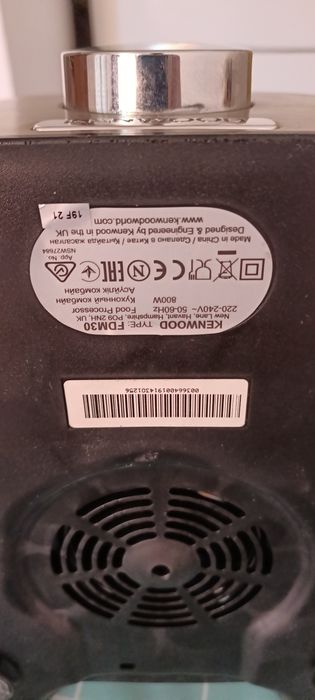 New Lane, Havant, Hampshire, PO9 2NH, UK
KENWOOD TYPE: FDM30
220-240V~ 50-60Hz Food Processor
800W Кухонный комбайн
Асүйлік комбайн
App. No.
NSW27664
Made in China / Сделано в Китае / Қытайда жасалған
Designed & Engineered by Kenwood in the UK
www.kenwoodworld.com
19F 21